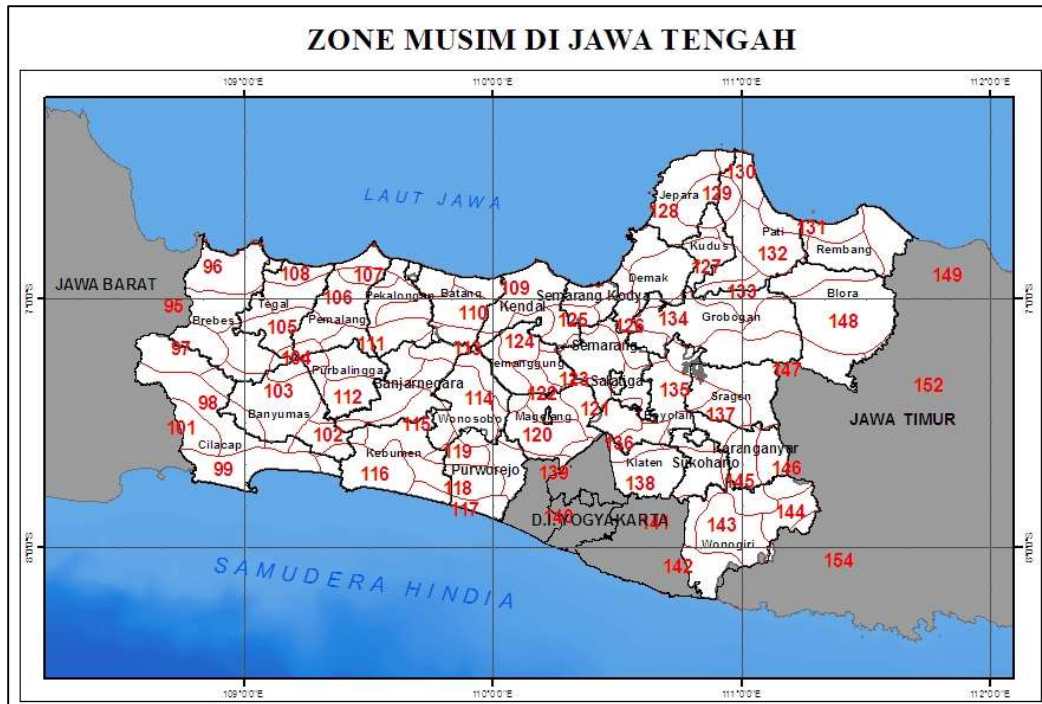 ZONE MUSIM DI JAWA TENGAH
109°0'0"E 110°0'0"E 111°0'0"E 112°0'0"E
130
Jepara 129
LAUT JAWA
128
131
Pati
Kudus
Rembang
132
96
108 107
127
Demak
149
JAWA BARAT
109
133
Blora
7°0'0"S 7°0'0"S
95
106 Pekalongan Batang Kendal Semarang Kodya
Tegal
110
125 126 134 Grobogan 148
Brebes 105 Pemalang
111 113 124 Semarang
97
104 Temanggung
Purbalingga
147
103 Banjarnegara 123 Salatiga
152
98 112 114 122 135 Sragen
Banyumas Wonosobo Magelang 121 Boyolali 137 JAWA TIMUR
101 102 115
120
136
Cilacap Kebumen 119 Karanganyar
99 116 Purworejo 139 Klaten Sukoharjo 146
118 138 145
117
144
D.I. YOGYAKARTA
140 141 143
Wonogiri
8°0'0"S 8°0'0"S
142 154
SAMUDERA HINDIA
109°0'0"E 110°0'0"E 111°0'0"E 112°0'0"E